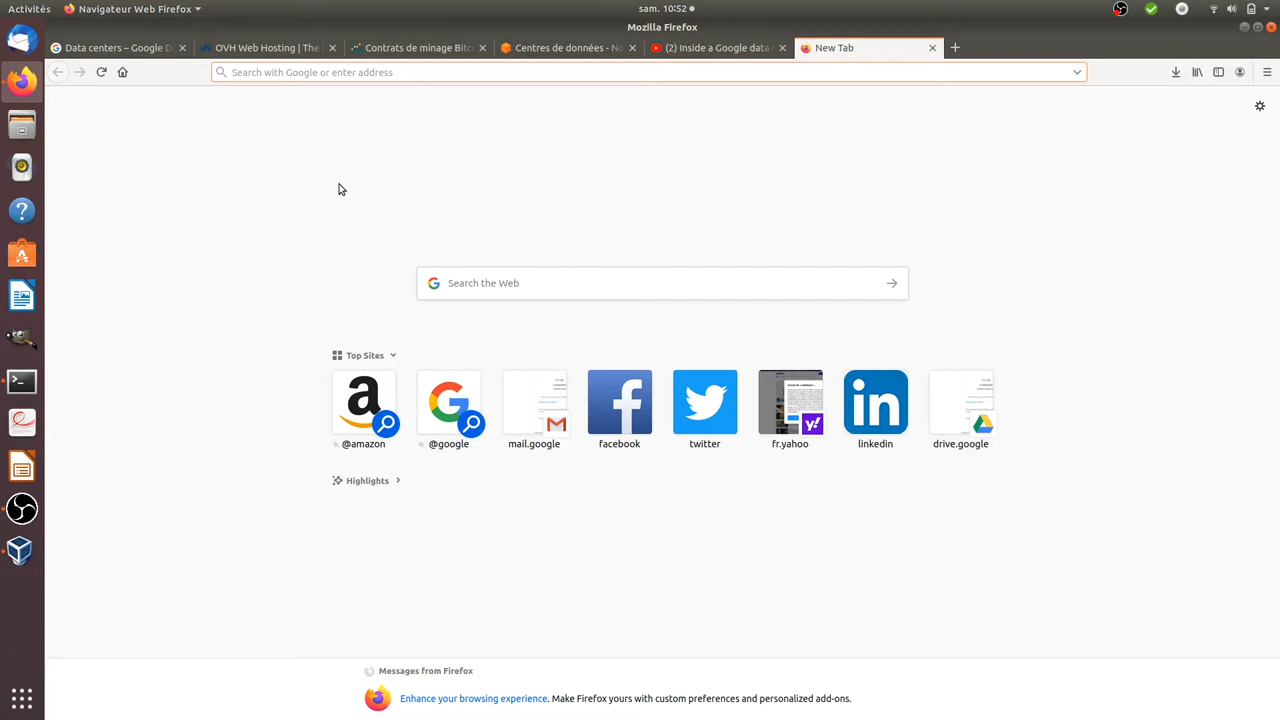 Activités
Navigateur Web Firefox
sam. 10:52
Mozilla Firefox
Data centers – Google D
OVH Web Hosting | The
Contrats de minage Bitc
Centres de données - No
(2) Inside a Google data
New Tab
Search with Google or enter address
Search the Web
Top Sites
@amazon
@google
mail.google
facebook
twitter
fr.yahoo
linkedin
drive.google
Highlights
Messages from Firefox
Enhance your browsing experience. Make Firefox yours with custom preferences and personalized add-ons.